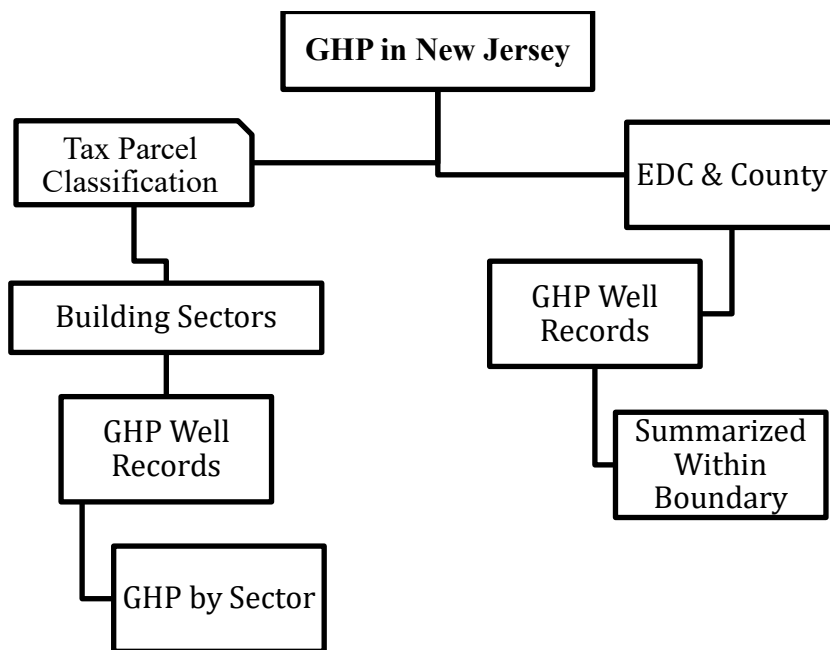 GHP in New Jersey
Tax Parcel
Classification
EDC & County
Building Sectors
GHP Well
Records
GHP Well
Records
Summarized
Within
Boundary
GHP by Sector